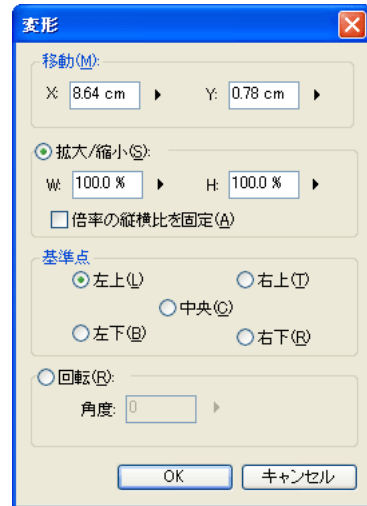 変形
移動(M):
X: 8.64 cm Y: 0.78 cm
拡大/縮小(S):
W: 100.0 % H: 100.0 %
倍率の縦横比を固定(A)
基準点
左上(L) 右上(T)
中央(C)
左下(B) 右下(R)
回転(R):
角度: 0
OK キャンセル